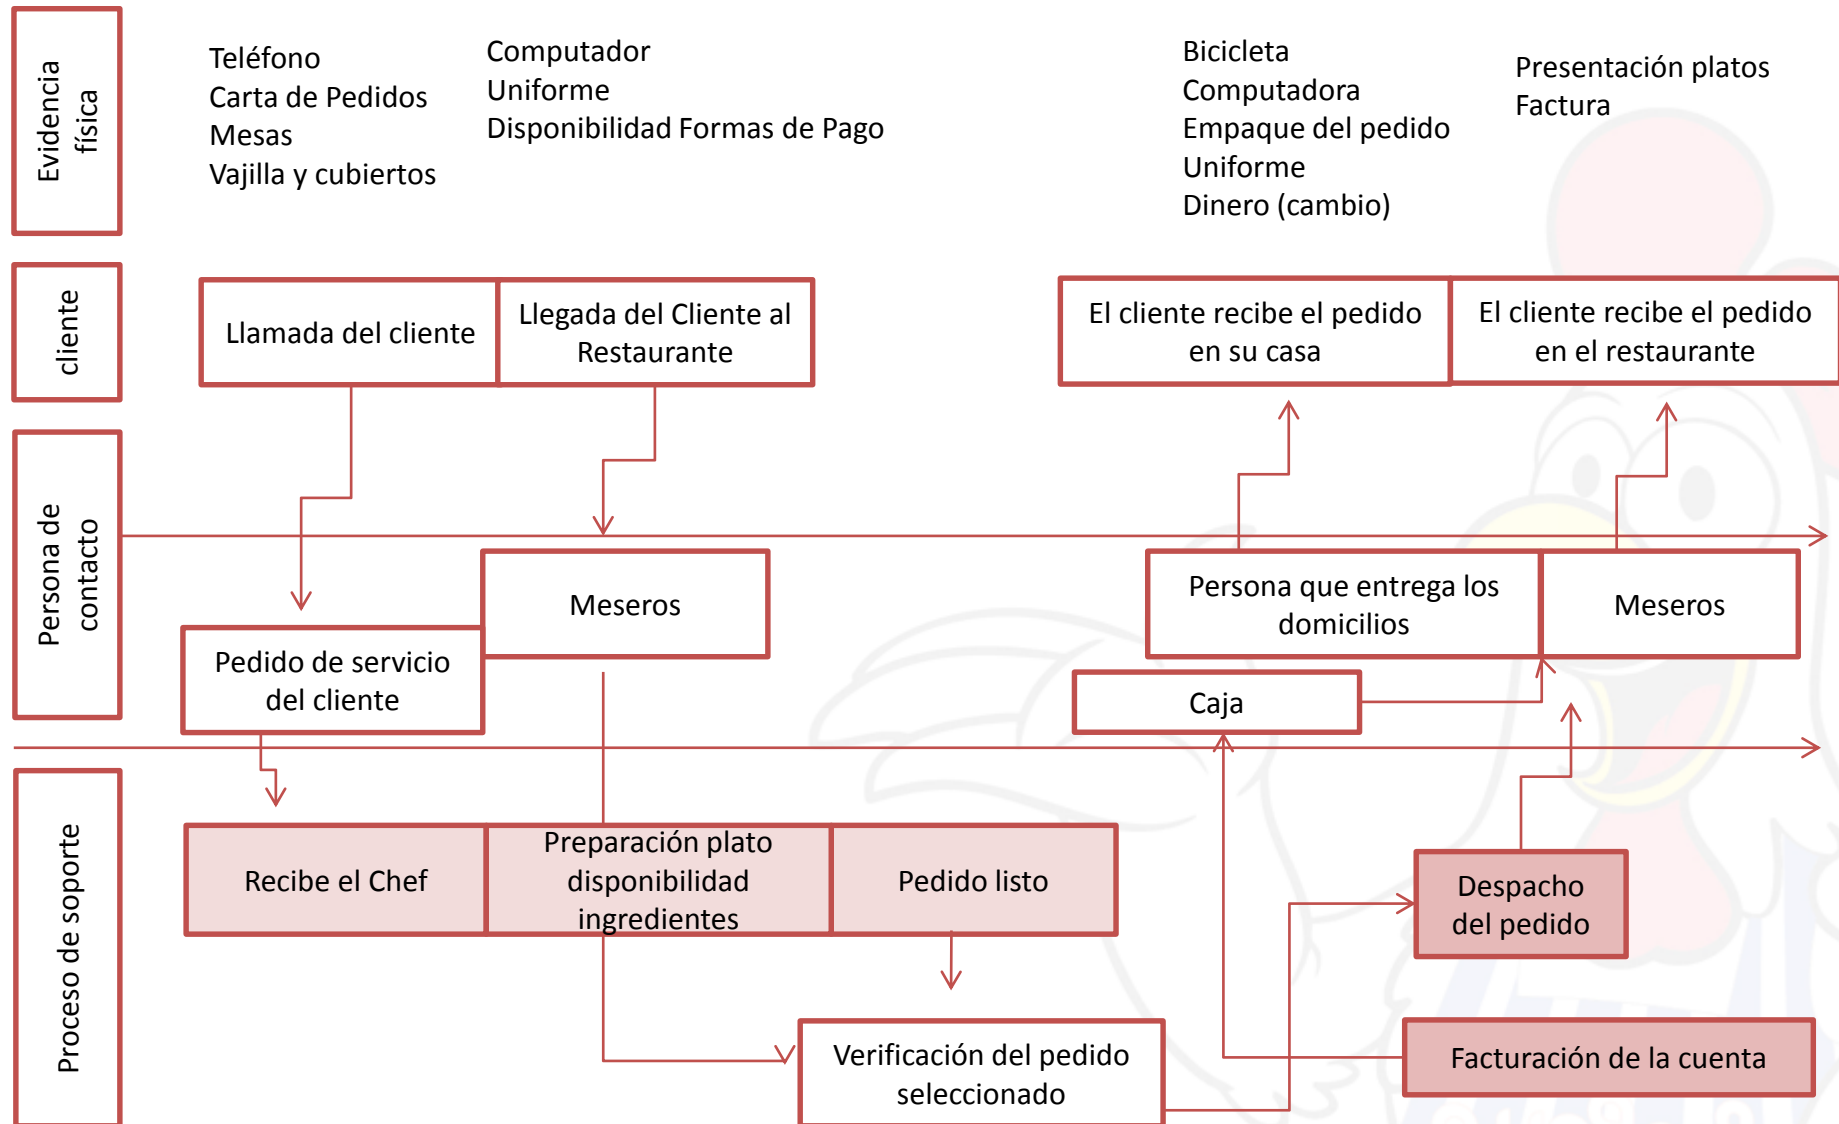 Evidencia
física
Teléfono
Carta de Pedidos
Mesas
Vajilla y cubiertos
Computador
Uniforme
Disponibilidad Formas de Pago
Bicicleta
Computadora
Empaque del pedido
Uniforme
Dinero (cambio)
Presentación platos
Factura
cliente
Llamada del cliente
Llegada del Cliente al
Restaurante
El cliente recibe el pedido
en su casa
El cliente recibe el pedido
en el restaurante
Persona de
contacto
Pedido de servicio
del cliente
Meseros
Persona que entrega los
domicilios
Meseros
Caja
Proceso de soporte
Recibe el Chef
Preparación plato
disponibilidad
ingredientes
Pedido listo
Despacho
del pedido
Verificación del pedido
seleccionado
Facturación de la cuenta